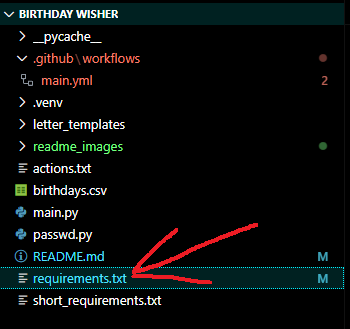 BIRTHDAY WISHER
__pycache__
.github\workflows
main.yml 2
.venv
letter_templates
readme_images
actions.txt
birthdays.csv
main.py
passwd.py
README.md M
requirements.txt M
short_requirements.txt